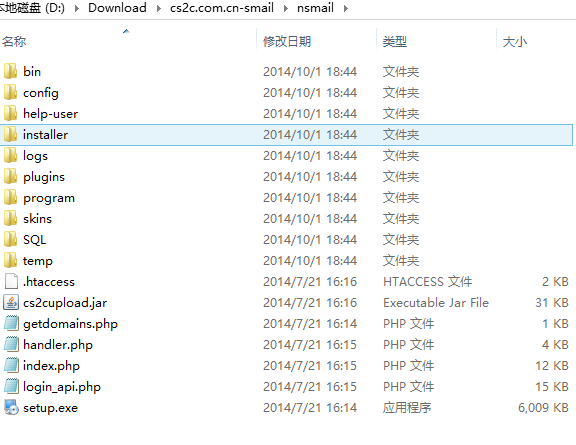 本地磁盘 (D:) Download cs2c.com.cn-smail nsmail
名称 修改日期 类型 大小
bin 2014/10/1 18:44 文件夹
config 2014/10/1 18:44 文件夹
help-user 2014/10/1 18:44 文件夹
installer 2014/10/1 18:44 文件夹
logs 2014/10/1 18:44 文件夹
plugins 2014/10/1 18:44 文件夹
program 2014/10/1 18:44 文件夹
skins 2014/10/1 18:44 文件夹
SQL 2014/10/1 18:44 文件夹
temp 2014/10/1 18:44 文件夹
.htaccess 2014/7/21 16:16 HTACCESS 文件 2 KB
cs2cupload.jar 2014/7/21 16:16 Executable Jar File 31 KB
getdomains.php 2014/7/21 16:14 PHP 文件 1 KB
handler.php 2014/7/21 16:15 PHP 文件 4 KB
index.php 2014/7/21 16:15 PHP 文件 12 KB
login_api.php 2014/7/21 16:15 PHP 文件 15 KB
setup.exe 2014/7/21 16:14 应用程序 6,009 KB